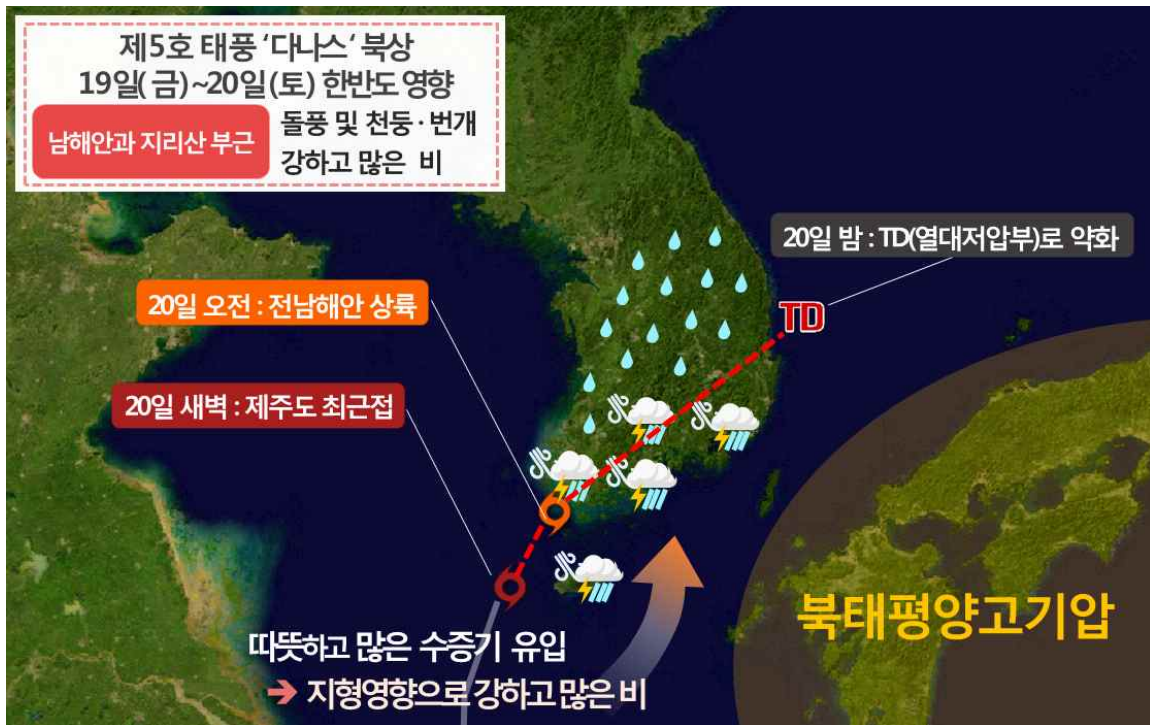 제5호 태풍 ‘다나스‘ 북상
19일(금)~20일(토) 한반도 영향
남해안과 지리산 부근
돌풍 및 천둥·번개
강하고 많은 비
20일 밤 : TD(열대저압부)로 약화
20일 오전 : 전남해안 상륙
TD
20일 새벽 : 제주도 최근접
북태평양고기압
따뜻하고 많은 수증기 유입
➔ 지형영향으로 강하고 많은 비